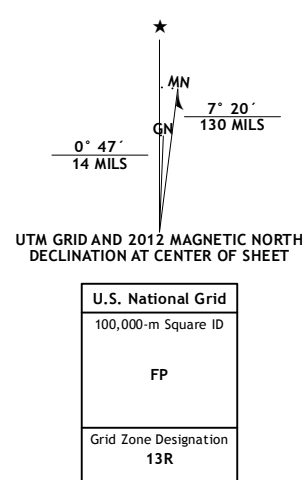 MN
GN
7° 20´
130 MILS
0° 47´
14 MILS
UTM GRID AND 2012 MAGNETIC NORTH
DECLINATION AT CENTER OF SHEET
U.S. National Grid
100,000-m Square ID
FP
Grid Zone Designation
13R